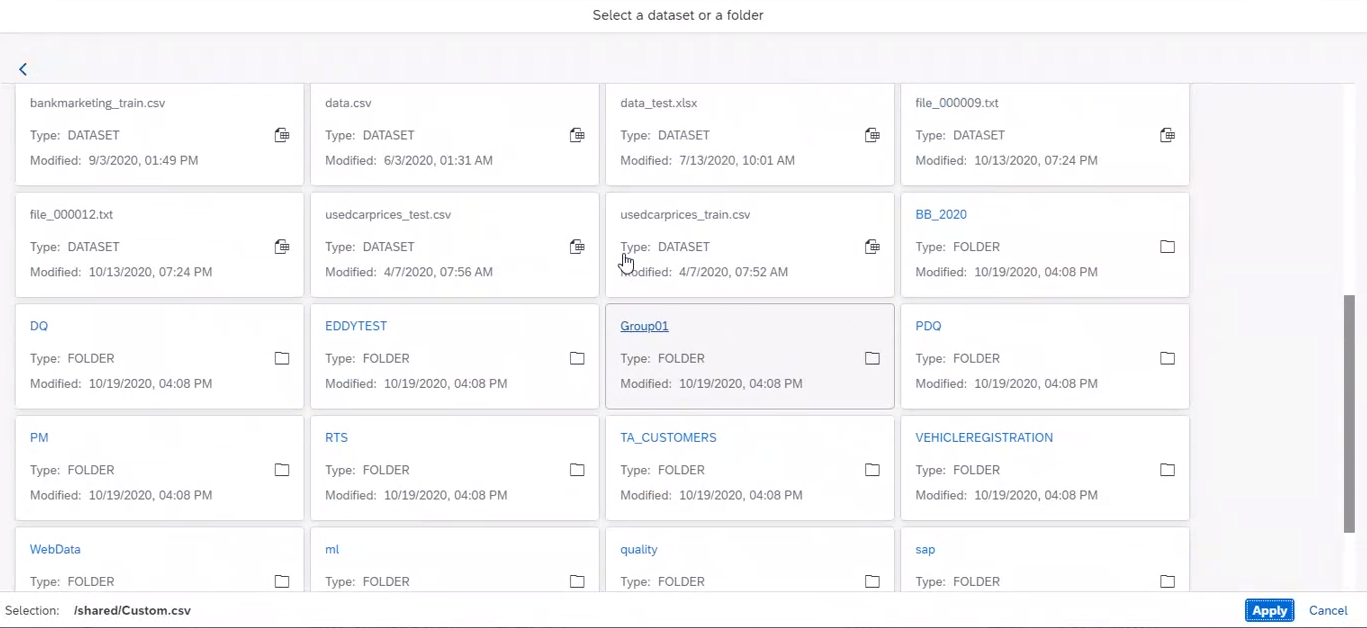 Select a dataset or a folder
bankmarketing_train.csv
Type: DATASET
Modified: 9/3/2020, 01:49 PM
data.csv
Type: DATASET
Modified: 6/3/2020, 01:31 AM
data_test.xlsx
Type: DATASET
Modified: 7/13/2020, 10:01 AM
file_000009.txt
Type: DATASET
Modified: 10/13/2020, 07:24 PM
file_000012.txt
Type: DATASET
Modified: 10/13/2020, 07:24 PM
usedcarprices_test.csv
Type: DATASET
Modified: 4/7/2020, 07:56 AM
usedcarprices_train.csv
Type: DATASET
Modified: 4/7/2020, 07:52 AM
BB_2020
Type: FOLDER
Modified: 10/19/2020, 04:08 PM
DQ
Type: FOLDER
Modified: 10/19/2020, 04:08 PM
EDDYTEST
Type: FOLDER
Modified: 10/19/2020, 04:08 PM
Group01
Type: FOLDER
Modified: 10/19/2020, 04:08 PM
PDQ
Type: FOLDER
Modified: 10/19/2020, 04:08 PM
PM
Type: FOLDER
Modified: 10/19/2020, 04:08 PM
RTS
Type: FOLDER
Modified: 10/19/2020, 04:08 PM
TA_CUSTOMERS
Type: FOLDER
Modified: 10/19/2020, 04:08 PM
VEHICLEREGISTRATION
Type: FOLDER
Modified: 10/19/2020, 04:08 PM
WebData
Type: FOLDER
ml
Type: FOLDER
quality
Type: FOLDER
sap
Type: FOLDER
Selection: /shared/Custom.csv
Apply
Cancel